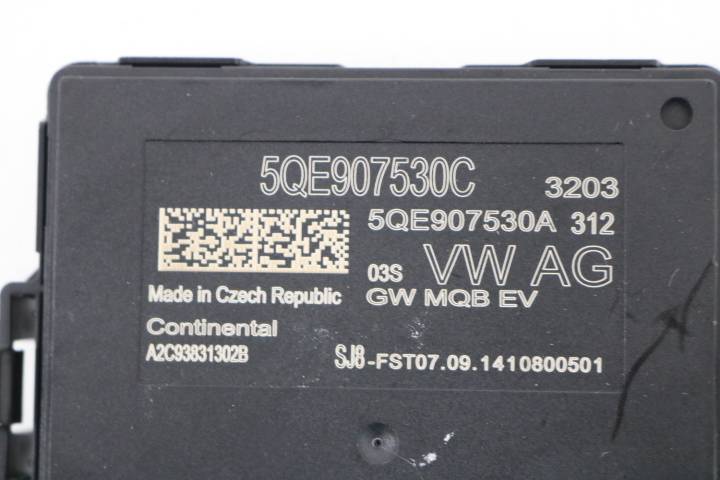 5QE907530C 3203
5QE907530A 312
03S VW AG
Made in Czech Republic GW MQB EV
Continental
A2C93831302B SJ8-FST07.09.1410800501